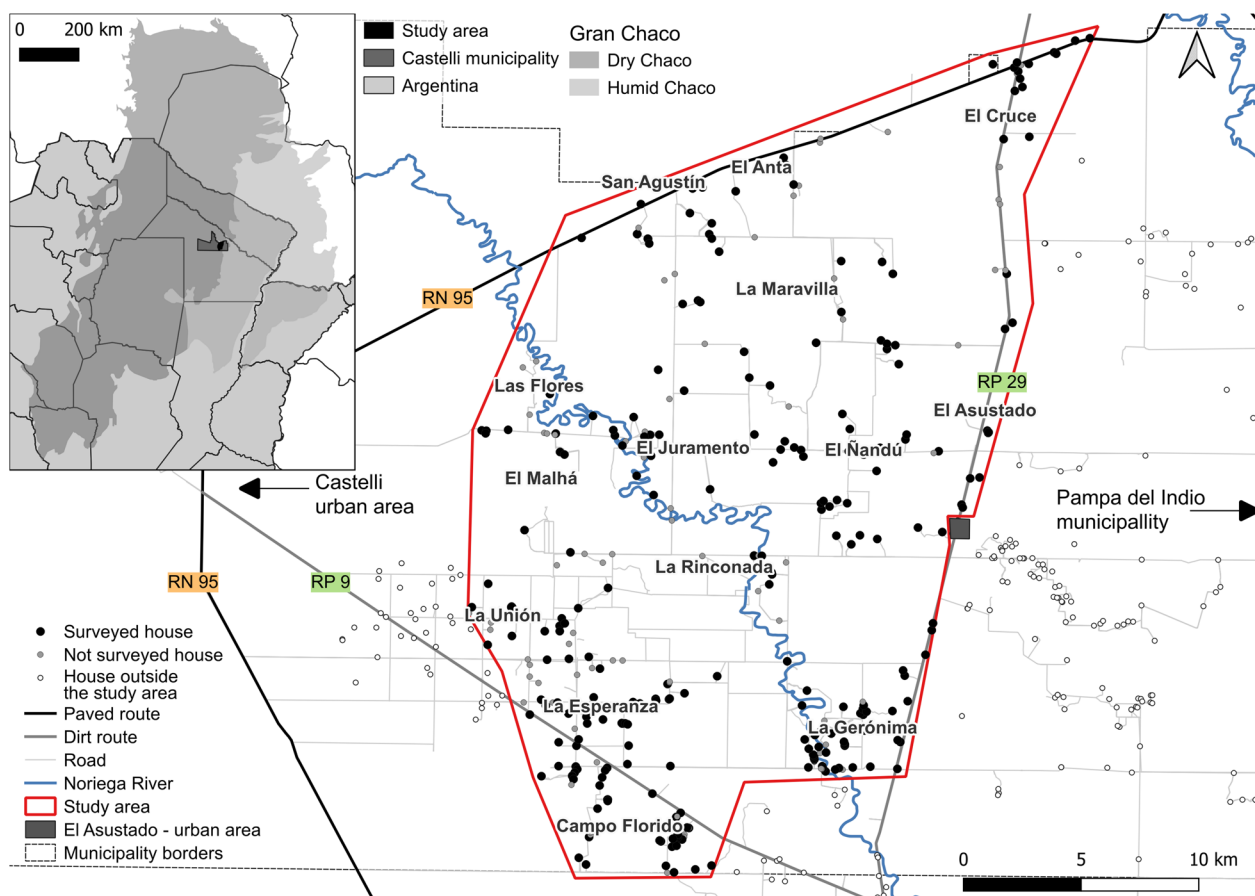 0 200 km
Study area
Castelli municipality
Argentina
Gran Chaco
Dry Chaco
Humid Chaco
El Cruce
El Anta
San Agustín
La Maravilla
RN 95
Las Flores
RP 29
El Asustado
El Juramento
El Ñandú
El Malhá
Castelli
urban area
Pampa del Indio
municipallity
La Rinconada
RN 95
RP 9
La Unión
La Esperanza
La Gerónima
Campo Florido
Surveyed house
Not surveyed house
House outside
the study area
Paved route
Dirt route
Road
Noriega River
Study area
El Asustado - urban area
Municipality borders
0 5 10 km